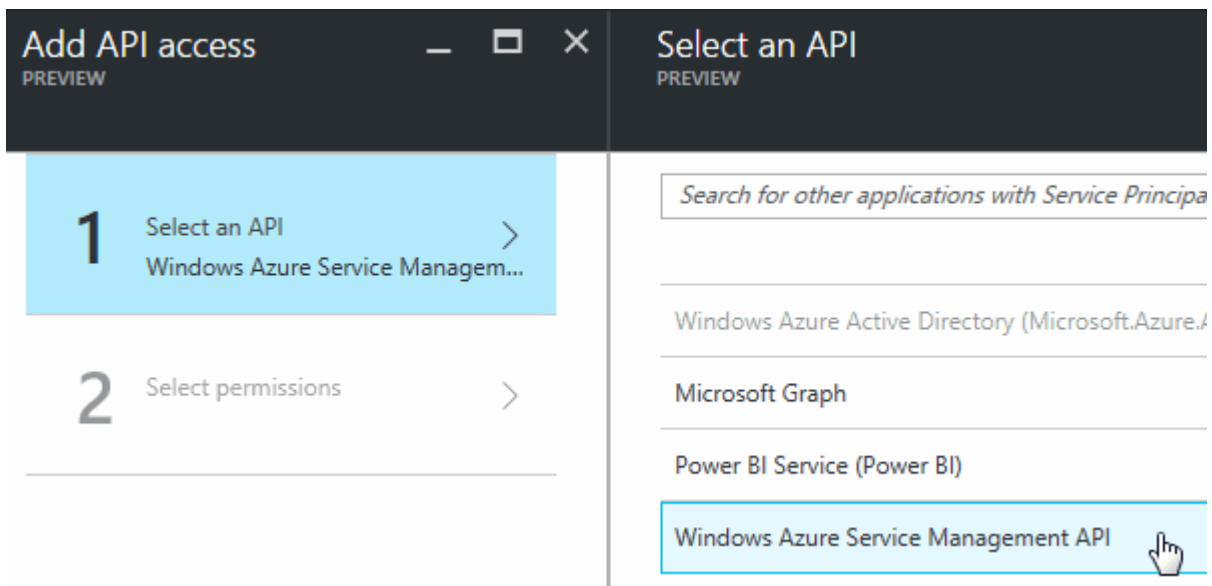 Add API access
PREVIEW
1
Select an API
Windows Azure Service Managem...
2
Select permissions
Select an API
PREVIEW
Search for other applications with Service Principa
Windows Azure Active Directory (Microsoft.Azure.A
Microsoft Graph
Power BI Service (Power BI)
Windows Azure Service Management API